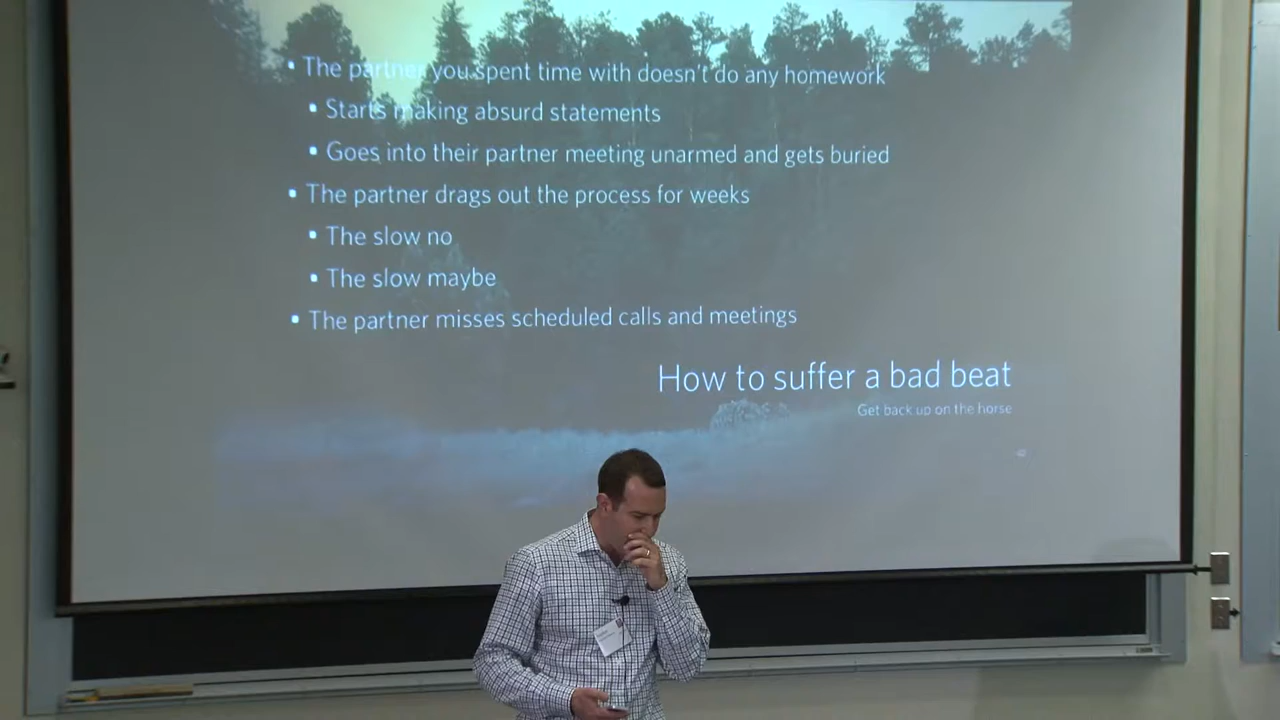 • The partner you spent time with doesn't do any homework
• Starts making absurd statements
• Goes into their partner meeting unarmed and gets buried
• The partner drags out the process for weeks
• The slow no
• The slow maybe
• The partner misses scheduled calls and meetings
How to suffer a bad beat
Get back up on the horse